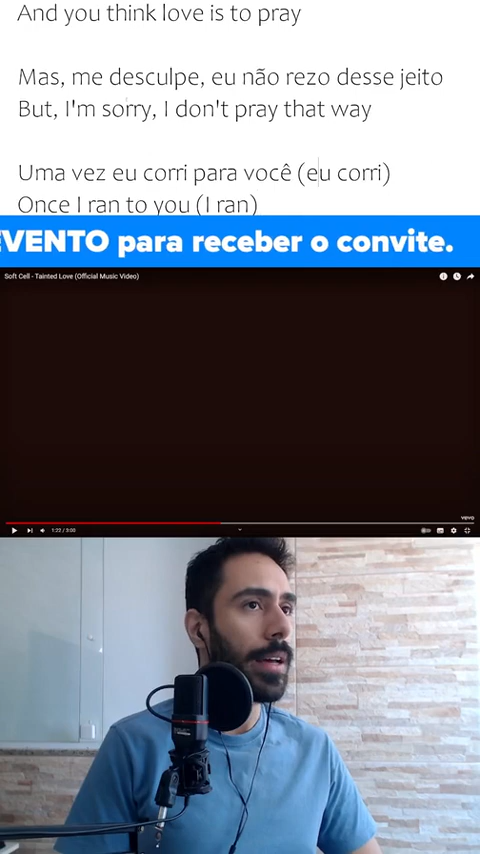 And you think love is to pray
Mas, me desculpe, eu não rezo desse jeito
But, I'm sorry, I don't pray that way
Uma vez eu corri para você (eu corri)
Once I ran to you (I ran)
EVENTO para receber o convite.
Soft Cell - Tainted Love (Official Music Video)
vevo
1:22 / 3:00